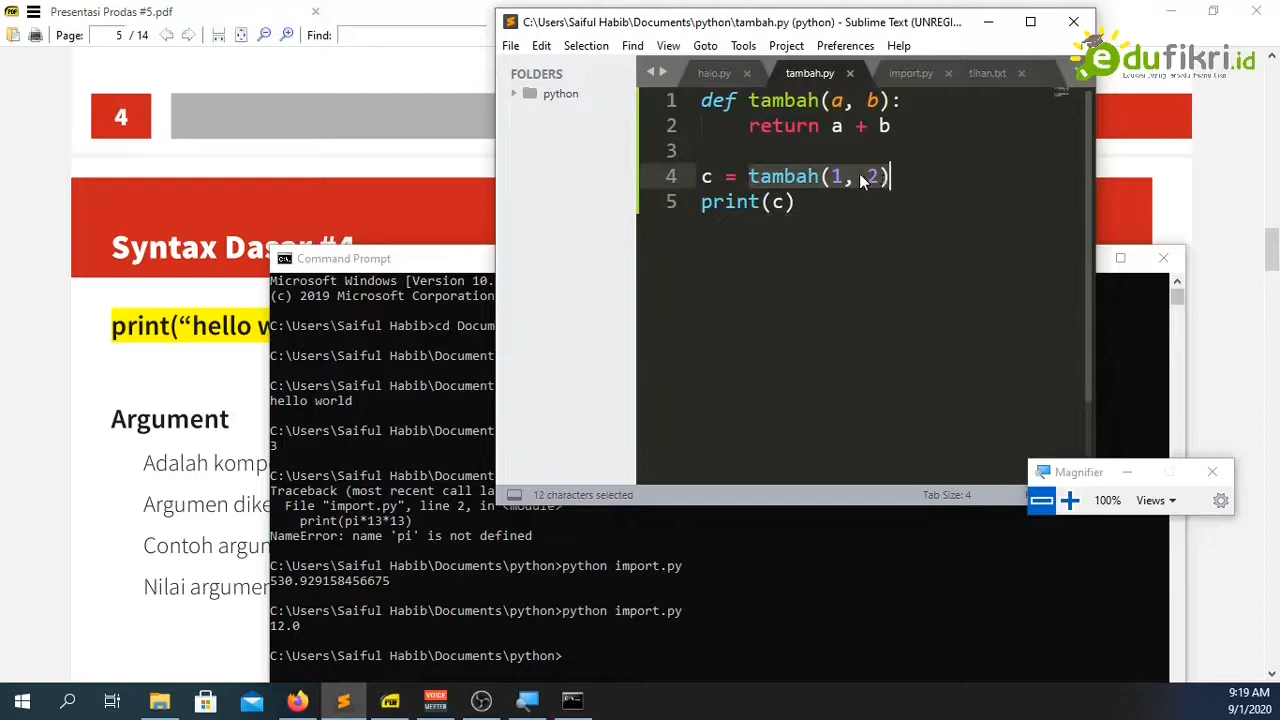 Presentasi Prodas #5.pdf
Page: 5 / 14
Find:
4
Syntax Dasar #4
print(“hello w
Argument
Adalah komp
Argumen dike
Contoh argun
Nilai argumer
C:\Users\Saiful Habib\Documents\python\tambah.py (python) - Sublime Text (UNREGI...
File Edit Selection Find View Goto Tools Project Preferences Help
FOLDERS
python
halo.py
tambah.py
import.py
tihan.txt
1 def tambah(a, b):
2 return a + b
3
4 c = tambah(1, 2)
5 print(c)
12 characters selected
Tab Size: 4
edufikri.id
Command Prompt
Microsoft Windows [Version 10.
(c) 2019 Microsoft Corporation
C:\Users\Saiful Habib>cd Docum
C:\Users\Saiful Habib\Documents
C:\Users\Saiful Habib\Documents
hello world
C:\Users\Saiful Habib\Documents
3
C:\Users\Saiful Habib\Documents
Traceback (most recent call la
File "import.py", line 2, in <module>
print(pi*13*13)
NameError: name 'pi' is not defined
C:\Users\Saiful Habib\Documents\python>python import.py
530.929158456675
C:\Users\Saiful Habib\Documents\python>python import.py
12.0
C:\Users\Saiful Habib\Documents\python>
Magnifier
100% Views
VOICE
MEETER
9:19 AM
9/1/2020